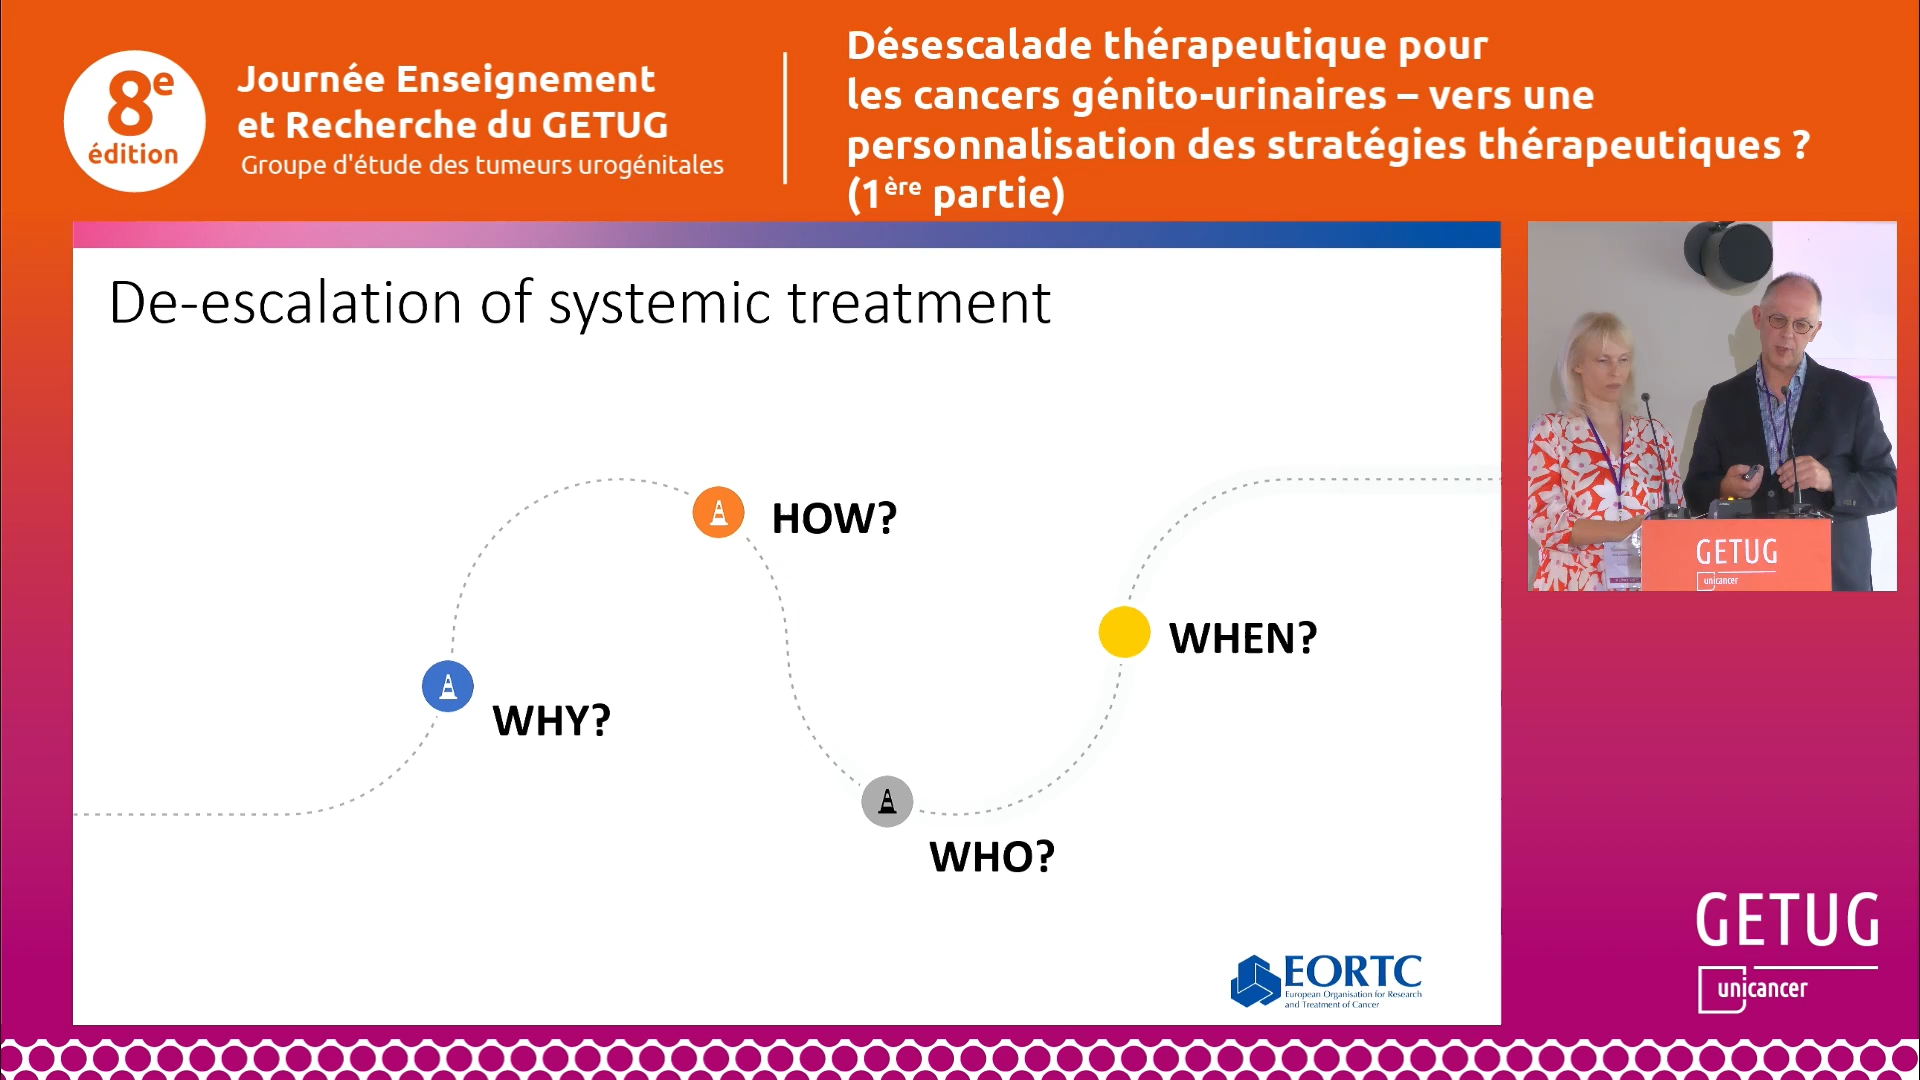 8e
édition
Journée Enseignement
et Recherche du GETUG
Groupe d'étude des tumeurs urogénitales
Désescalade thérapeutique pour
les cancers génito-urinaires – vers une
personnalisation des stratégies thérapeutiques ?
(1ère partie)
De-escalation of systemic treatment
HOW?
WHEN?
WHY?
WHO?
EORTC
European Organisation for Research
and Treatment of Cancer
GETUG
unicancer
GETUG
unicancer